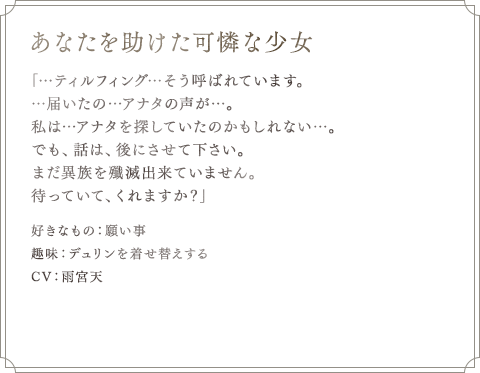 あなたを助けた可憐な少女
「…ティルフィング…そう呼ばれています。
…届いたの…アナタの声が…。
私は…アナタを探していたのかもしれない…。
でも、話は、後にさせて下さい。
まだ異族を殲滅出来ていません。
待っていて、くれますか？」
好きなもの：願い事
趣味：デュリンを着せ替えする
CV：雨宮天